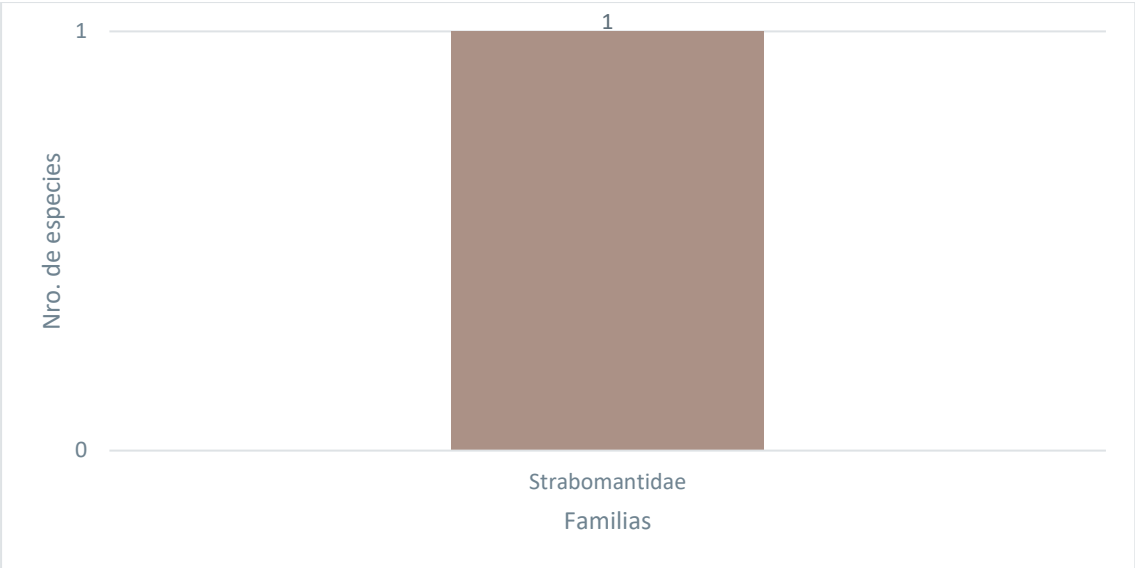 1
1
Nro. de especies
0
Strabomantidae
Familias